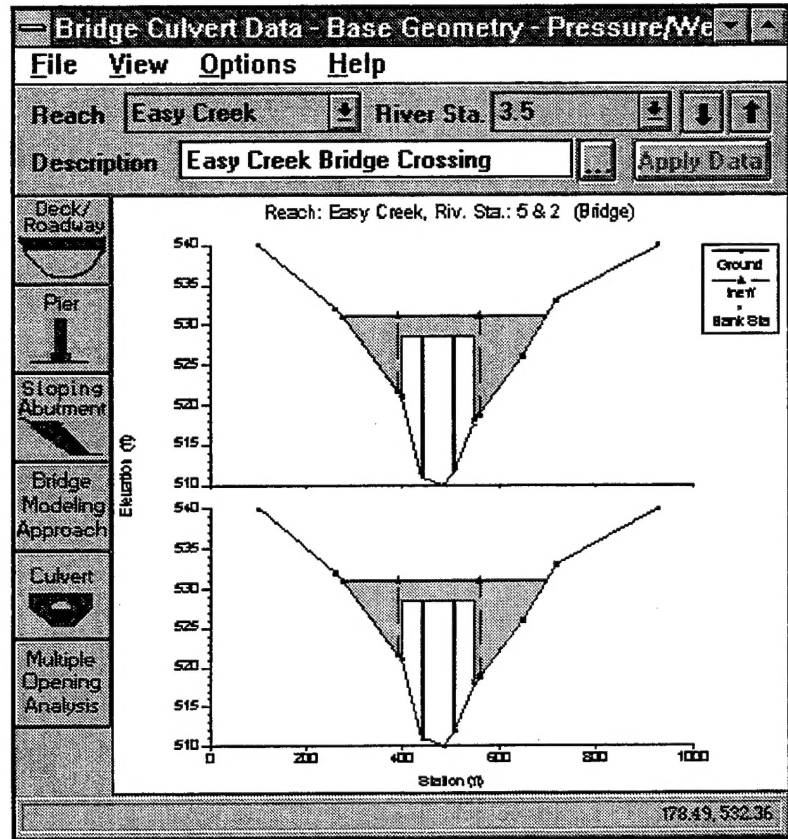 Bridge Culvert Data - Base Geometry - Pressure/We
File View Options Help
Reach Easy Creek River Sta. 3.5
Description Easy Creek Bridge Crossing ... Apply Data
Deck/
Roadway
Pier
Sloping
Abutment
Bridge
Modeling
Approach
Culvert
Multiple
Opening
Analysis
Reach: Easy Creek, Riv. Sta.: 5 & 2 (Bridge)
Ground
Ineff
Bank Sta
Elevation (ft)
540
535
530
525
520
515
510
540
535
530
525
520
515
510
0 200 400 600 800 1000
Station (ft)
178.49, 532.36